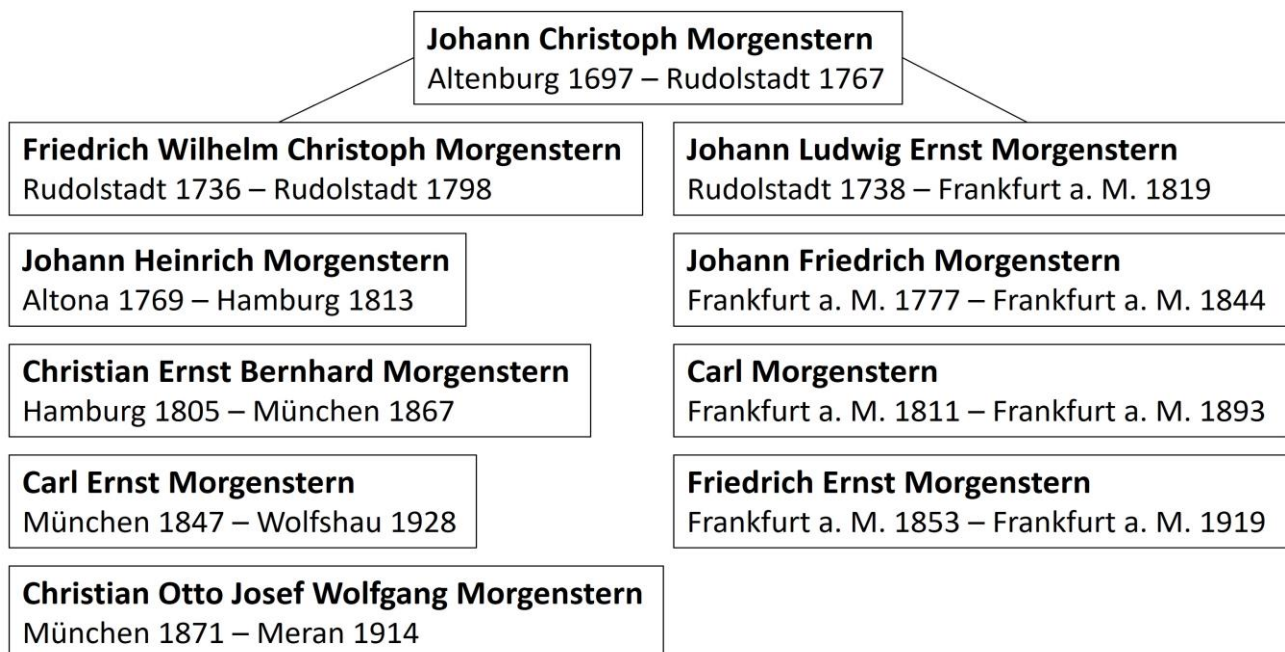 Johann Christoph Morgenstern
Altenburg 1697 – Rudolstadt 1767
Friedrich Wilhelm Christoph Morgenstern
Rudolstadt 1736 – Rudolstadt 1798
Johann Ludwig Ernst Morgenstern
Rudolstadt 1738 – Frankfurt a. M. 1819
Johann Heinrich Morgenstern
Altona 1769 – Hamburg 1813
Johann Friedrich Morgenstern
Frankfurt a. M. 1777 – Frankfurt a. M. 1844
Christian Ernst Bernhard Morgenstern
Hamburg 1805 – München 1867
Carl Morgenstern
Frankfurt a. M. 1811 – Frankfurt a. M. 1893
Carl Ernst Morgenstern
München 1847 – Wolfshau 1928
Friedrich Ernst Morgenstern
Frankfurt a. M. 1853 – Frankfurt a. M. 1919
Christian Otto Josef Wolfgang Morgenstern
München 1871 – Meran 1914